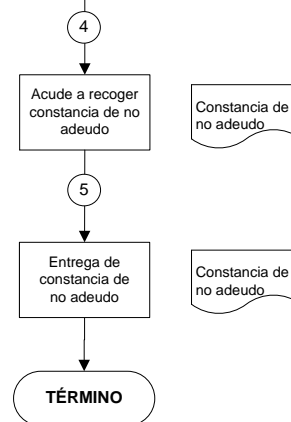 4
Acude a recoger
constancia de no
adeudo
Constancia de
no adeudo
5
Entrega de
constancia de
no adeudo
Constancia de
no adeudo
TÉRMINO